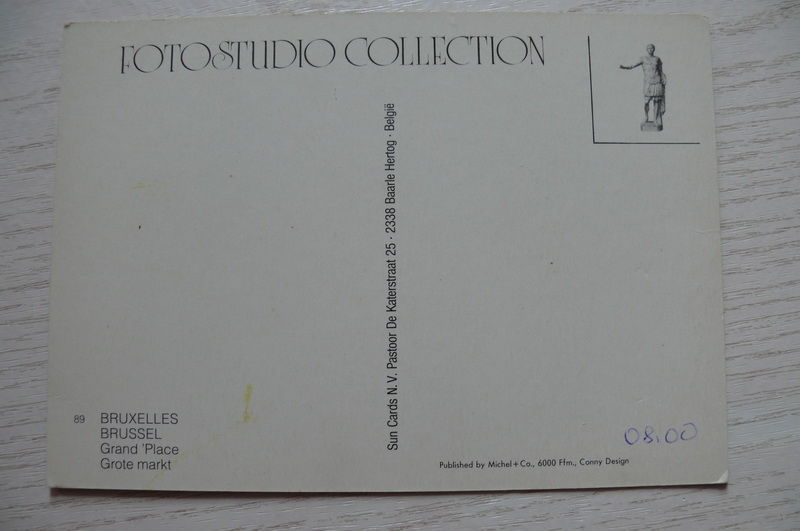 FOTOSTUDIO COLLECTION
Sun Cards N.V. Pastoor De Katerstraat 25 · 2338 Baarle Hertog · België
89 BRUXELLES
BRUSSEL
Grand 'Place
Grote markt
Published by Michel+Co., 6000 Ffm., Conny Design
08.00